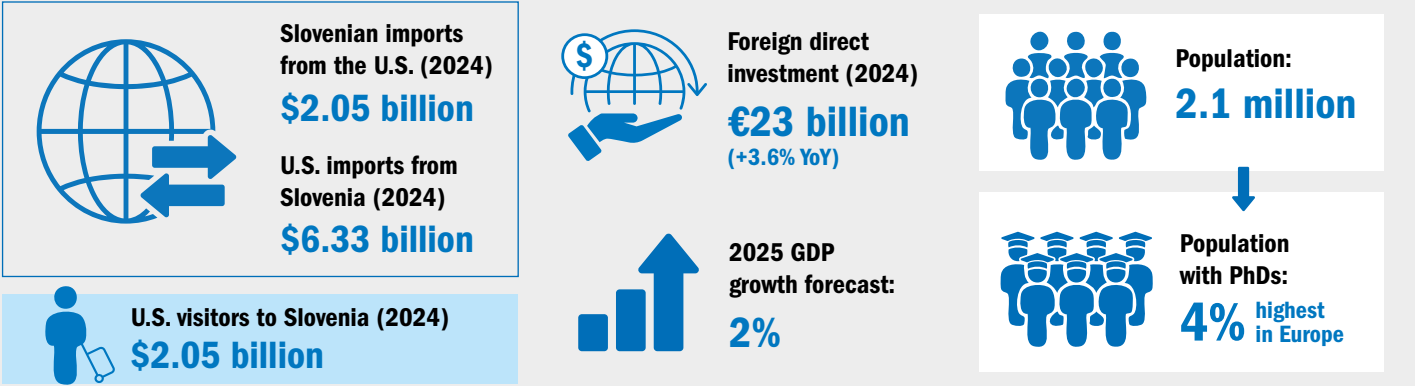 Slovenian imports
from the U.S. (2024)
$2.05 billion
U.S. imports from
Slovenia (2024)
$6.33 billion
U.S. visitors to Slovenia (2024)
$2.05 billion
$
Foreign direct
investment (2024)
€23 billion
(+3.6% YoY)
2025 GDP
growth forecast:
2%
Population:
2.1 million
Population
with PhDs:
4% highest
in Europe